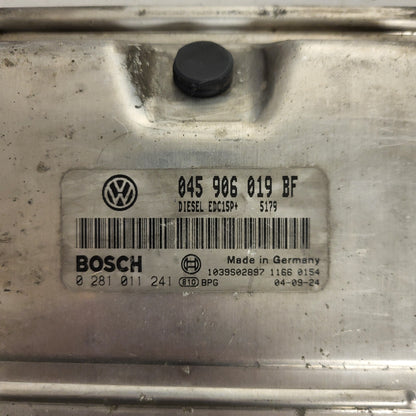 045 906 019 BF
DIESEL EDC15P+ 5179
BOSCH Made in Germany
1039S02897 1166 0154
0 281 011 241 810 BPG 04-09-24